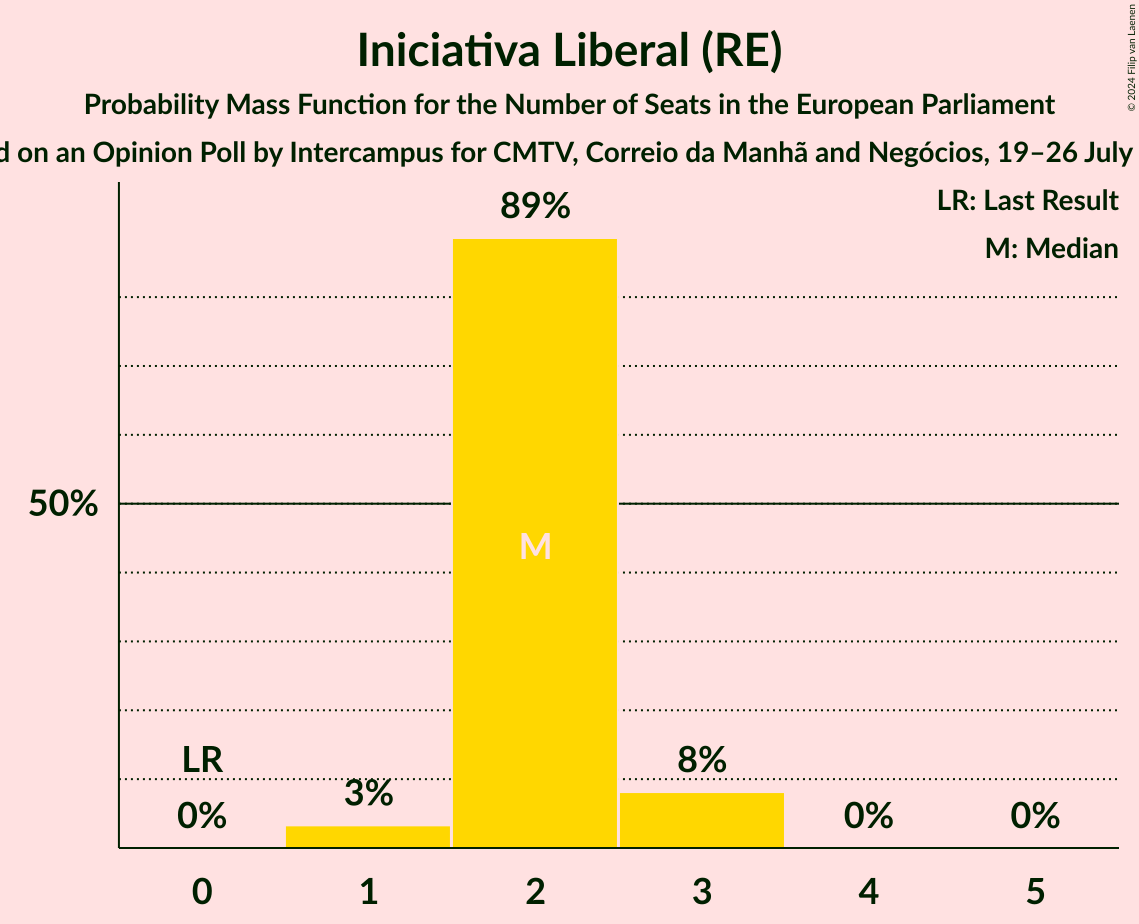 Iniciativa Liberal (RE)
Probability Mass Function for the Number of Seats in the European Parliament
on an Opinion Poll by Intercampus for CMTV, Correio da Manhã and Negócios, 19–26 July
© 2024 Filip van Laenen
LR: Last Result
M: Median
89%
50%
M
LR
0%
3%
8%
0%
0%
0 1 2 3 4 5